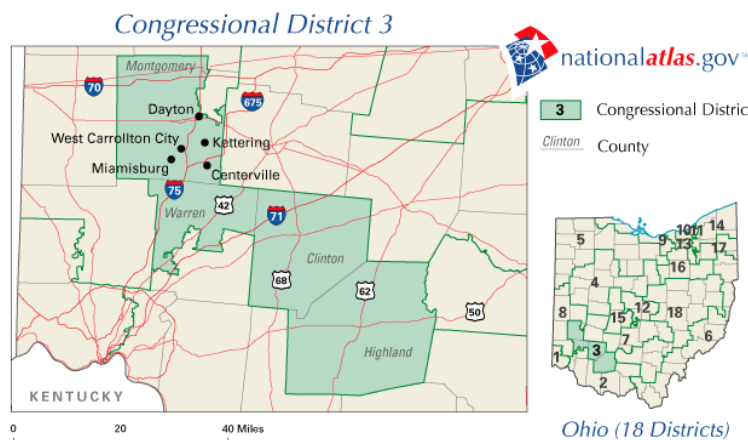 Congressional District 3
nationalatlas.gov™
3 Congressional Distric
Clinton County
Montgomery
70
675
Dayton
West Carrollton City
Kettering
Miamisburg
Centerville
75
Warren
42
71
Clinton
68
62
50
Highland
KENTUCKY
0 20 40 Miles
5
9
10
11
14
13
17
16
4
12
18
8
15
7
6
1
3
2
Ohio (18 Districts)